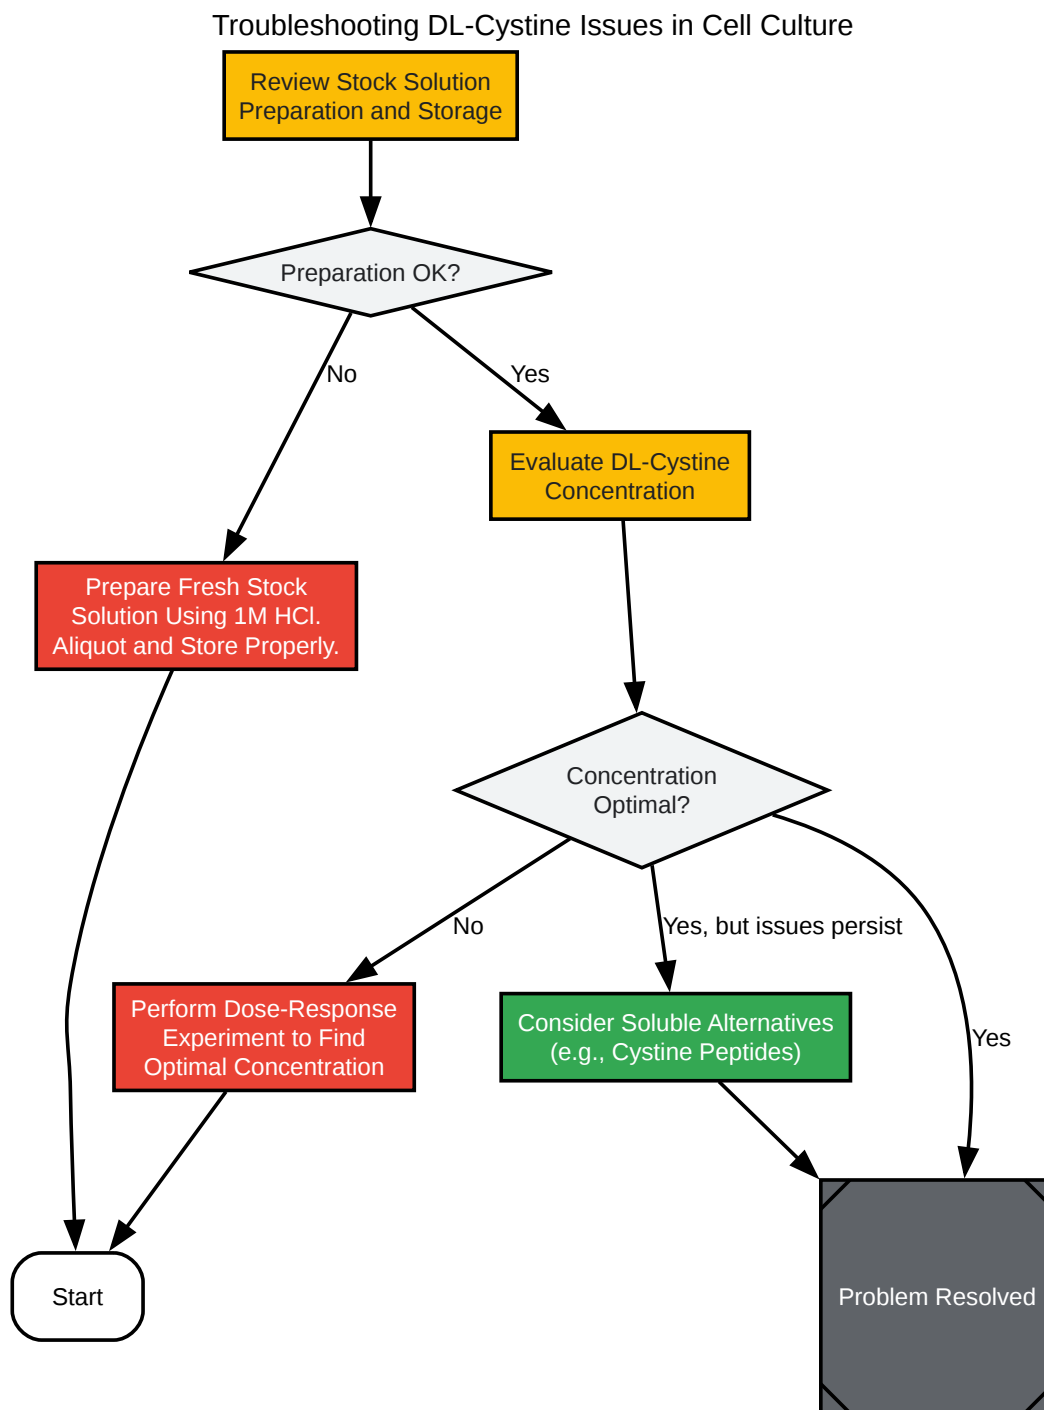 Troubleshooting DL-Cystine Issues in Cell Culture
Review Stock Solution
Preparation and Storage
Preparation OK?
No
Yes
Evaluate DL-Cystine
Concentration
Prepare Fresh Stock
Solution Using 1M HCl.
Aliquot and Store Properly.
Concentration
Optimal?
No
Yes, but issues persist
Yes
Perform Dose-Response
Experiment to Find
Optimal Concentration
Consider Soluble Alternatives
(e.g., Cystine Peptides)
Start
Problem Resolved